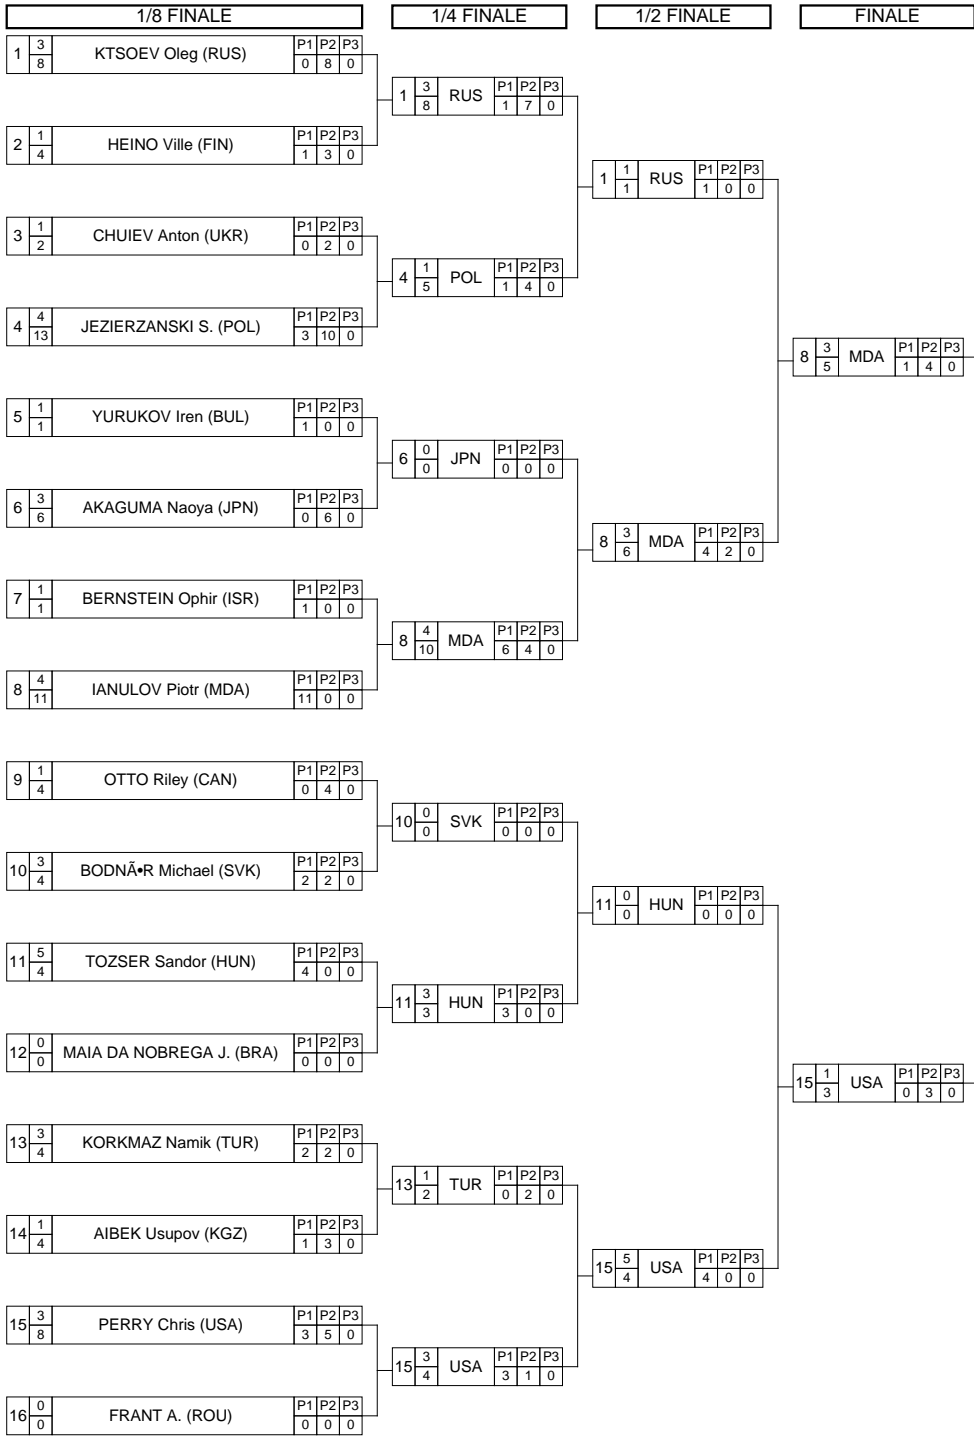 1/8 FINALE 1/4 FINALE 1/2 FINALE FINALE
1 3 8 KTSOEV Oleg (RUS) P1 P2 P3 0 8 0
1 3 8 RUS P1 P2 P3 1 7 0
2 1 4 HEINO Ville (FIN) P1 P2 P3 1 3 0
1 1 1 RUS P1 P2 P3 1 0 0
3 1 2 CHUIEV Anton (UKR) P1 P2 P3 0 2 0
4 1 5 POL P1 P2 P3 1 4 0
4 4 13 JEZIERZANSKI S. (POL) P1 P2 P3 3 10 0
8 3 5 MDA P1 P2 P3 1 4 0
5 1 1 YURUKOV Iren (BUL) P1 P2 P3 1 0 0
6 0 0 JPN P1 P2 P3 0 0 0
6 3 6 AKAGUMA Naoya (JPN) P1 P2 P3 0 6 0
8 3 6 MDA P1 P2 P3 4 2 0
7 1 1 BERNSTEIN Ophir (ISR) P1 P2 P3 1 0 0
8 4 10 MDA P1 P2 P3 6 4 0
8 4 11 IANULOV Piotr (MDA) P1 P2 P3 11 0 0
9 1 4 OTTO Riley (CAN) P1 P2 P3 0 4 0
10 0 0 SVK P1 P2 P3 0 0 0
10 3 4 BODNÃ•R Michael (SVK) P1 P2 P3 2 2 0
11 0 0 HUN P1 P2 P3 0 0 0
11 5 4 TOZSER Sandor (HUN) P1 P2 P3 4 0 0
11 3 3 HUN P1 P2 P3 3 0 0
12 0 0 MAIA DA NOBREGA J. (BRA) P1 P2 P3 0 0 0
15 1 3 USA P1 P2 P3 0 3 0
13 3 4 KORKMAZ Namik (TUR) P1 P2 P3 2 2 0
13 1 2 TUR P1 P2 P3 0 2 0
14 1 4 AIBEK Usupov (KGZ) P1 P2 P3 1 3 0
15 5 4 USA P1 P2 P3 4 0 0
15 3 8 PERRY Chris (USA) P1 P2 P3 3 5 0
15 3 4 USA P1 P2 P3 3 1 0
16 0 0 FRANT A. (ROU) P1 P2 P3 0 0 0